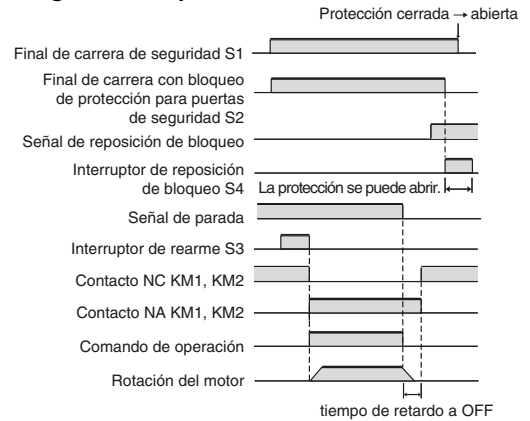 Protección cerrada → abierta
Final de carrera de seguridad S1
Final de carrera con bloqueo
de protección para puertas
de seguridad S2
Señal de reposición de bloqueo
Interruptor de reposición
de bloqueo S4
La protección se puede abrir.
Señal de parada
Interruptor de rearme S3
Contacto NC KM1, KM2
Contacto NA KM1, KM2
Comando de operación
Rotación del motor
tiempo de retardo a OFF